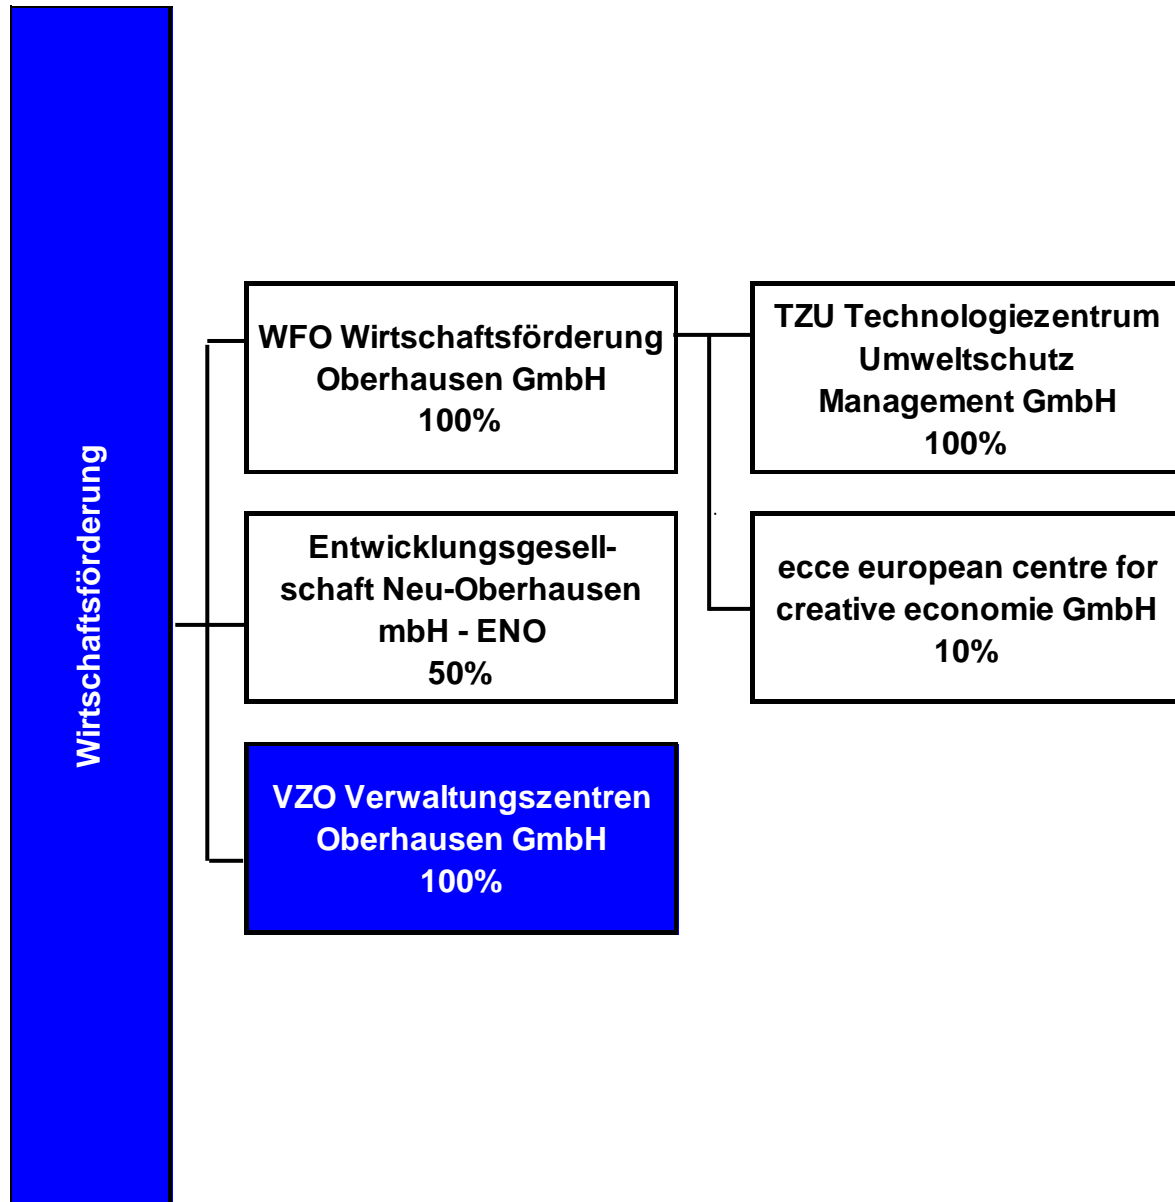 Wirtschaftsförderung
WFO Wirtschaftsförderung
Oberhausen GmbH
100%
Entwicklungsgesell-
schaft Neu-Oberhausen
mbH - ENO
50%
VZO Verwaltungszentren
Oberhausen GmbH
100%
TZU Technologiezentrum
Umweltschutz
Management GmbH
100%
ecce european centre for
creative economie GmbH
10%